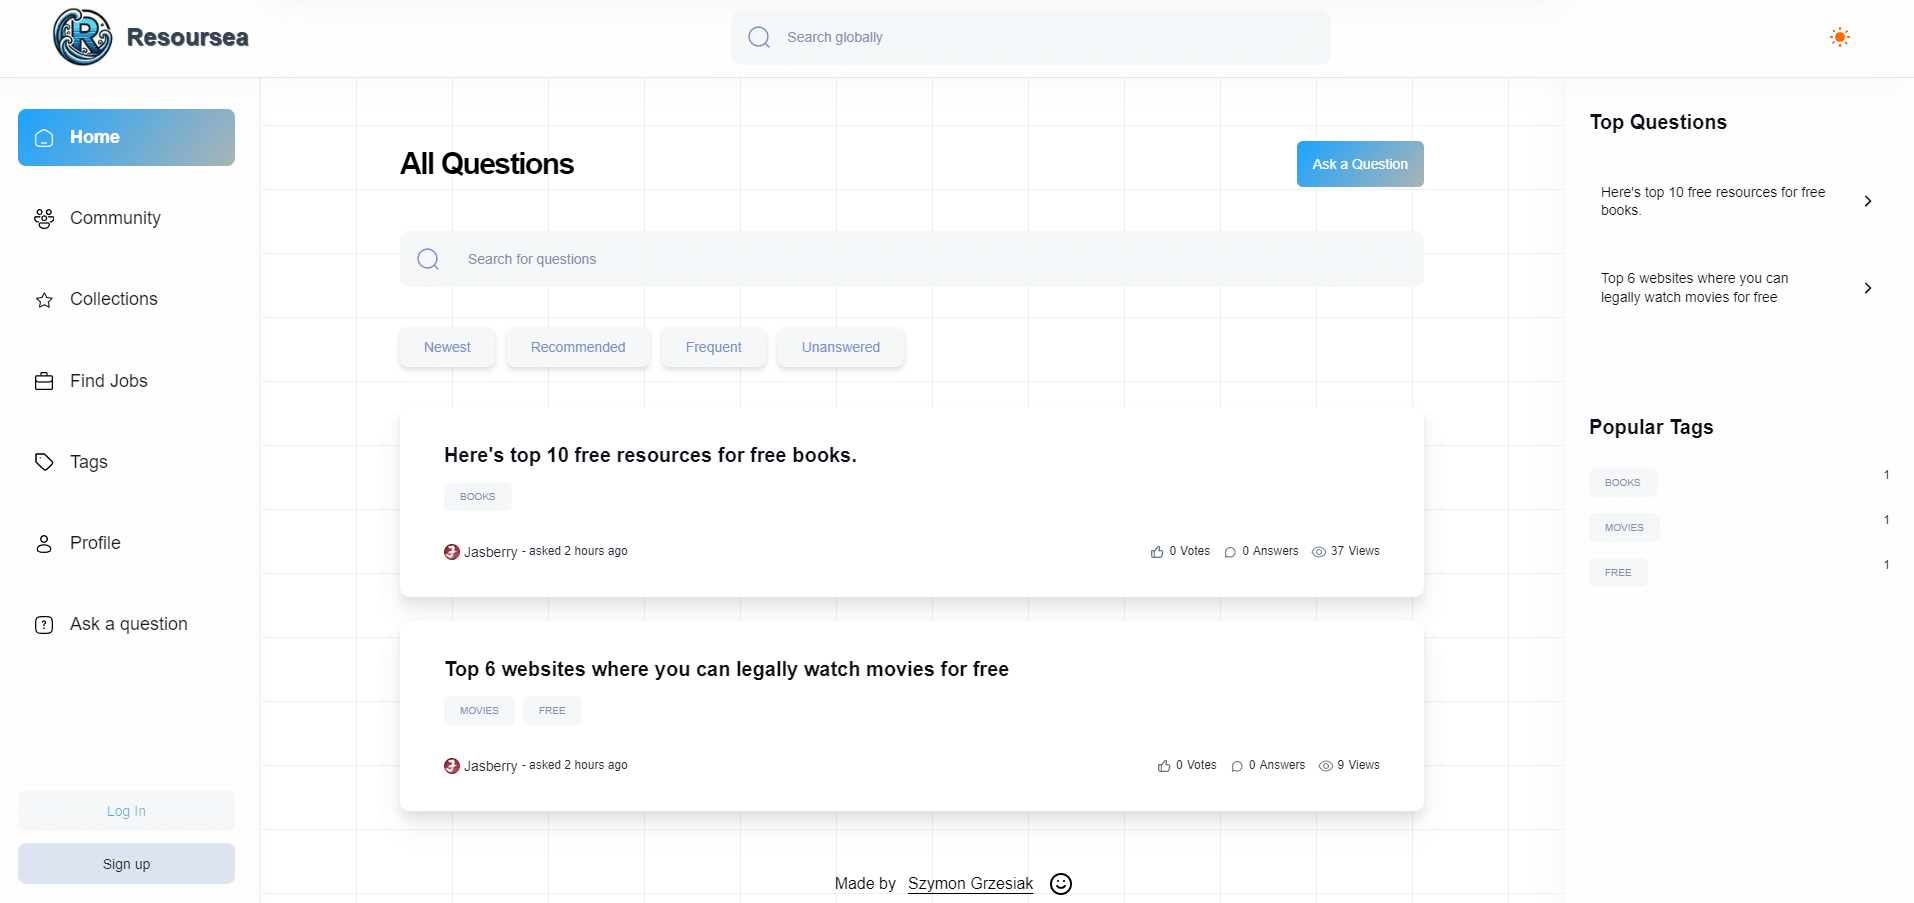 Resoursea
Search globally
Home
Community
Collections
Find Jobs
Tags
Profile
Ask a question
Log In
Sign up
All Questions
Ask a Question
Search for questions
Newest
Recommended
Frequent
Unanswered
Here's top 10 free resources for free books.
BOOKS
Jasberry - asked 2 hours ago
0 Votes
0 Answers
37 Views
Top 6 websites where you can legally watch movies for free
MOVIES
FREE
Jasberry - asked 2 hours ago
0 Votes
0 Answers
9 Views
Made by Szymon Grzesiak
Top Questions
Here's top 10 free resources for free
books.
Top 6 websites where you can
legally watch movies for free
Popular Tags
BOOKS 1
MOVIES 1
FREE 1